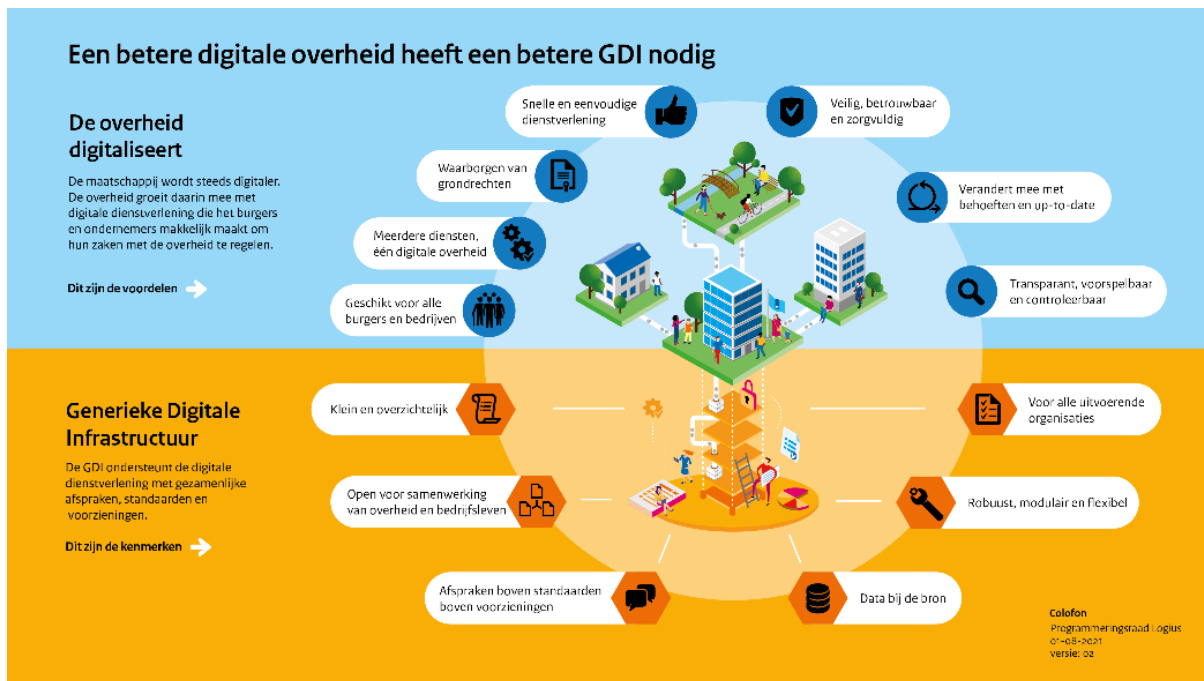 Een betere digitale overheid heeft een betere GDI nodig
De overheid
digitaliseert
De maatschappij wordt steeds digitaler.
De overheid groeit daarin mee met
digitale dienstverlening die het burgers
en ondernemers makkelijk maakt om
hun zaken met de overheid te regelen.
Dit zijn de voordelen
Snelle en eenvoudige
dienstverlening
Veilig, betrouwbaar
en zorgvuldig
Waarborgen van
grondrechten
Verandert mee met
behoeften en up-to-date
Meerdere diensten,
één digitale overheid
Transparant, voorspelbaar
en controleerbaar
Geschikt voor alle
burgers en bedrijven
Generieke Digitale
Infrastructuur
De GDI ondersteunt de digitale
dienstverlening met gezamenlijke
afspraken, standaarden en
voorzieningen.
Dit zijn de kenmerken
Klein en overzichtelijk
Voor alle uitvoerende
organisaties
Open voor samenwerking
van overheid en bedrijfsleven
Robuust, modulair en flexibel
Afspraken boven standaarden
boven voorzieningen
Data bij de bron
Colofon
Programmeringsraad Logius
01-08-2021
versie: 02